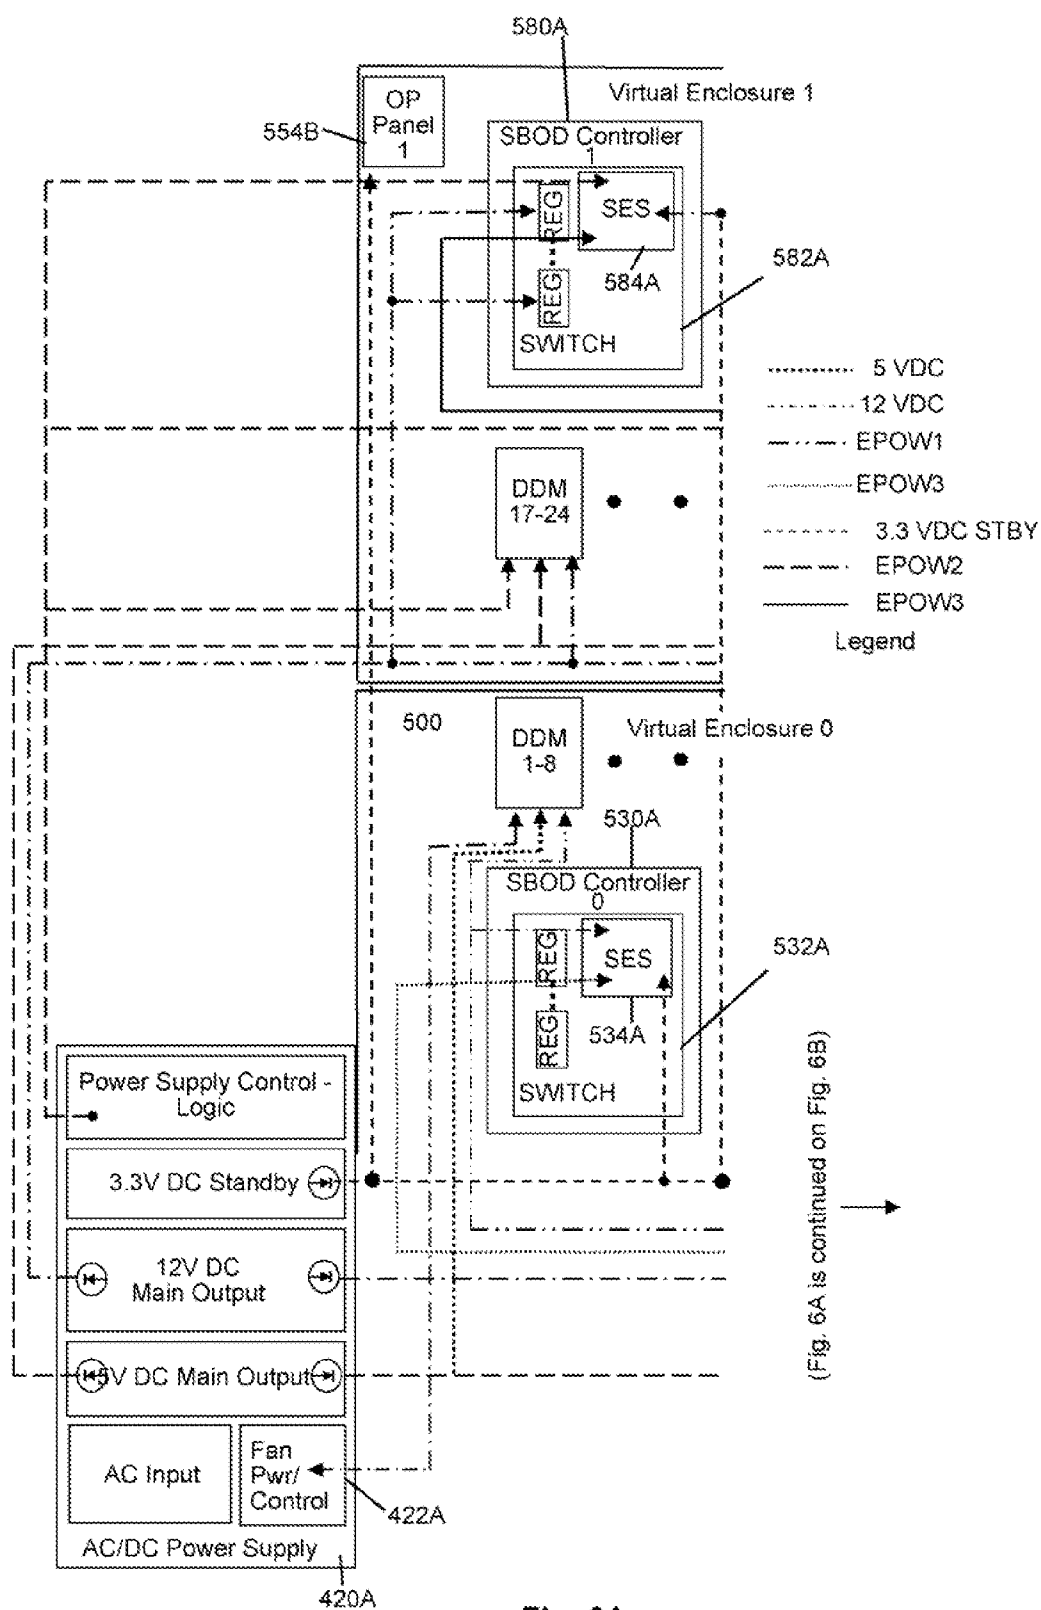 580A
Virtual Enclosure 1
OP
Panel
1
554B
SBOD Controller
1
REG
SES
584A
582A
REG
SWITCH
5 VDC
12 VDC
EPOW1
EPOW3
3.3 VDC STBY
EPOW2
EPOW3
Legend
DDM
17-24
500
Virtual Enclosure 0
DDM
1-8
530A
SBOD Controller
0
REG
SES
532A
534A
REG
SWITCH
Power Supply Control -
Logic
3.3V DC Standby
12V DC
Main Output
5V DC Main Output
AC Input
Fan
Pwr/
Control
422A
AC/DC Power Supply
420A
(Fig. 6A is continued on Fig. 6B)